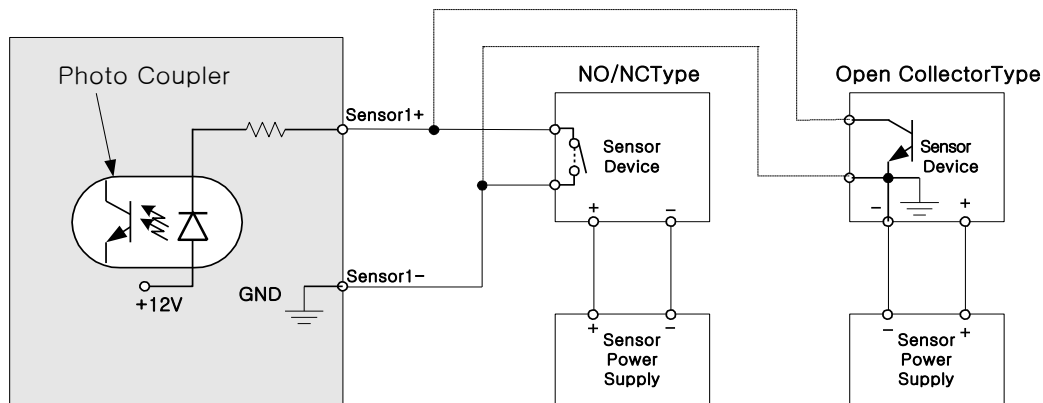 Photo Coupler
Sensor1+
+12V
GND
Sensor1-
NO/NCType
Sensor
Device
+
-
+
-
Sensor
Power
Supply
Open CollectorType
Sensor
Device
-
+
-
+
Sensor
Power
Supply